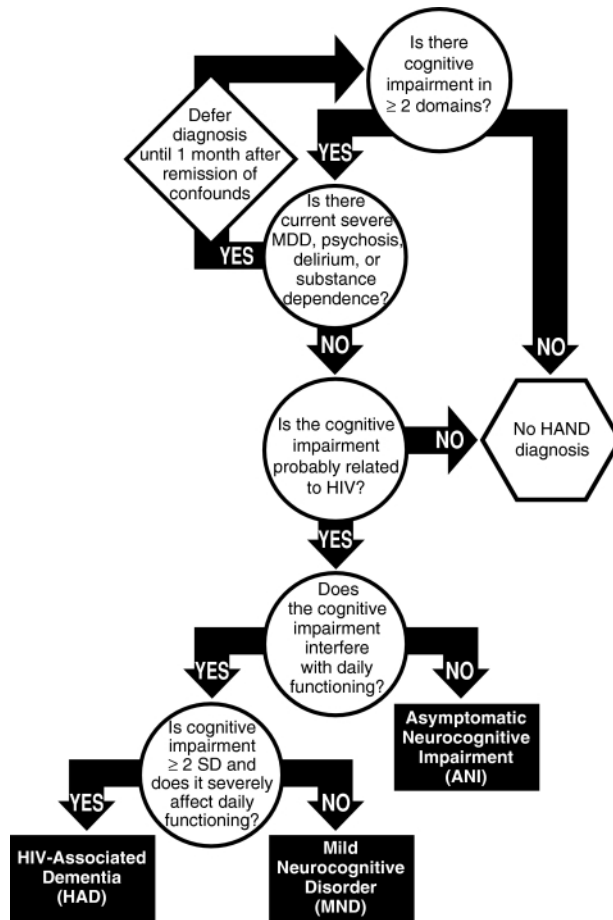 Is there
cognitive
impairment in
≥ 2 domains?
Defer
diagnosis
until 1 month after
remission of
confounds
YES
Is there
current severe
MDD, psychosis,
delirium, or
substance
dependence?
YES
NO
NO
Is the cognitive
impairment
probably related
to HIV?
NO
No HAND
diagnosis
YES
Does
the cognitive
impairment
interfere
with daily
functioning?
YES
NO
Asymptomatic
Neurocognitive
Impairment
(ANI)
Is cognitive
impairment
≥ 2 SD and
does it severely
affect daily
functioning?
YES
NO
HIV-Associated
Dementia
(HAD)
Mild
Neurocognitive
Disorder
(MND)